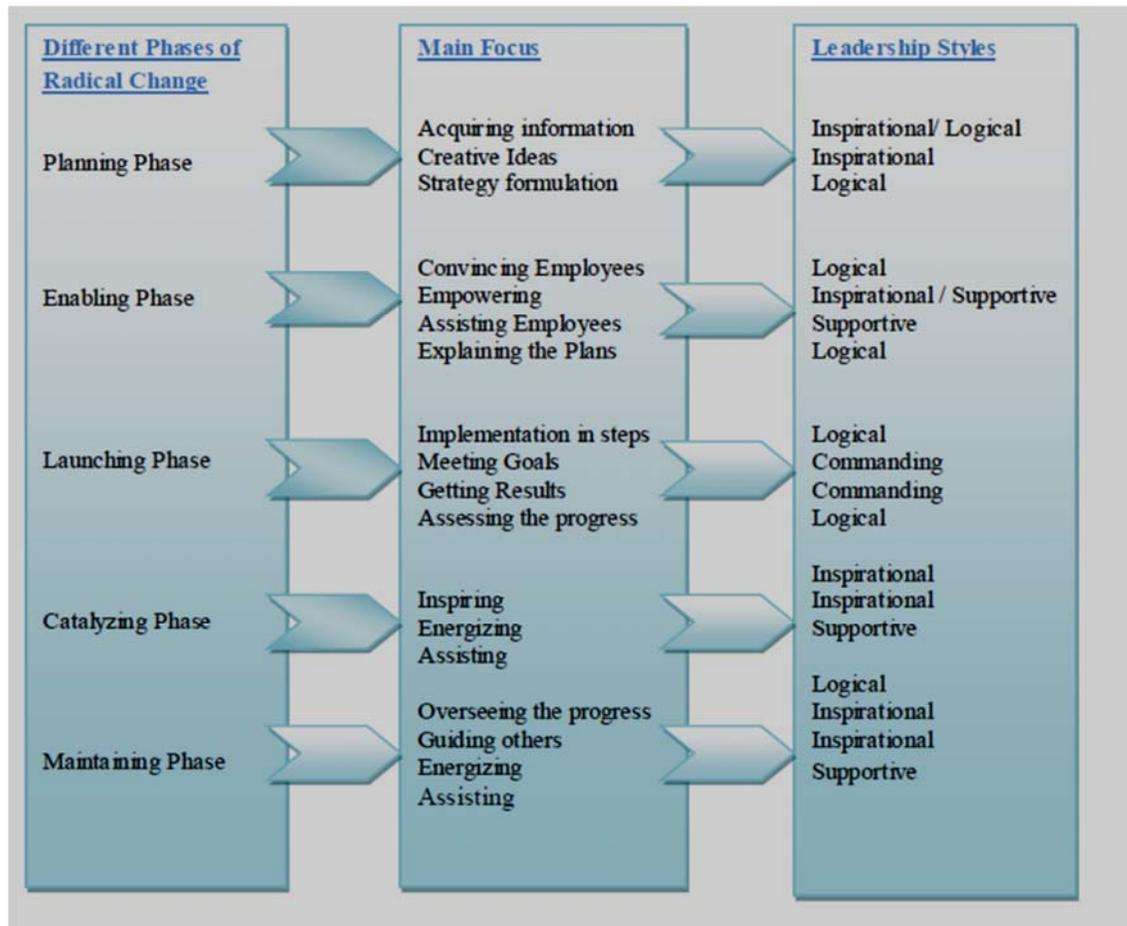 Different Phases of
Radical Change
Planning Phase
Enabling Phase
Launching Phase
Catalyzing Phase
Maintaining Phase
Main Focus
Acquiring information
Creative Ideas
Strategy formulation
Convincing Employees
Empowering
Assisting Employees
Explaining the Plans
Implementation in steps
Meeting Goals
Getting Results
Assessing the progress
Inspiring
Energizing
Assisting
Overseeing the progress
Guiding others
Energizing
Assisting
Leadership Styles
Inspirational/ Logical
Inspirational
Logical
Logical
Inspirational / Supportive
Supportive
Logical
Logical
Commanding
Commanding
Logical
Inspirational
Inspirational
Supportive
Logical
Inspirational
Inspirational
Supportive